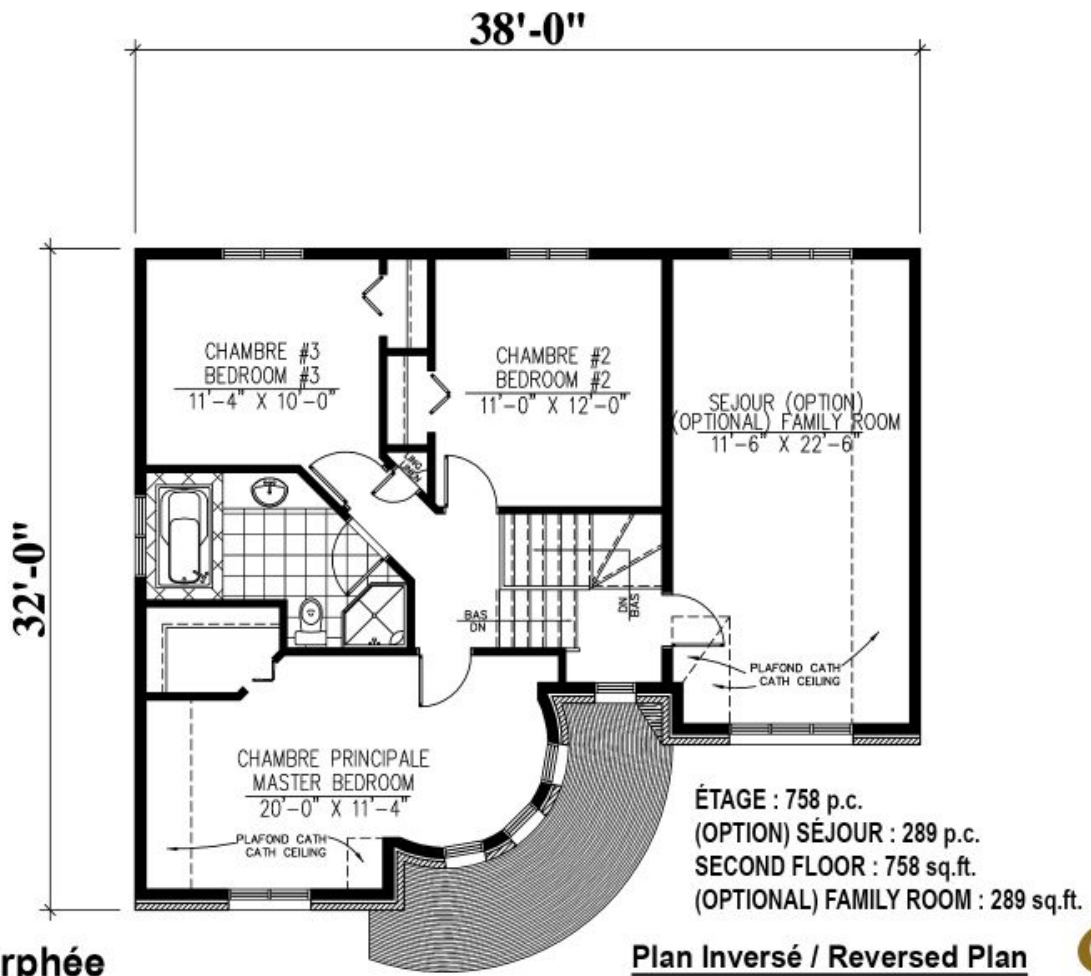 38'-0"
32'-0"
CHAMBRE #3
BEDROOM #3
11'-4" X 10'-0"
CHAMBRE #2
BEDROOM #2
11'-0" X 12'-0"
SEJOUR (OPTION)
(OPTIONAL) FAMILY ROOM
11'-6" X 22'-6"
LING
LINEN
BAS
DN
DN
BAS
PLAFOND CATH
CATH CEILING
CHAMBRE PRINCIPALE
MASTER BEDROOM
20'-0" X 11'-4"
PLAFOND CATH
CATH CEILING
ÉTAGE : 758 p.c.
(OPTION) SÉJOUR : 289 p.c.
SECOND FLOOR : 758 sq.ft.
(OPTIONAL) FAMILY ROOM : 289 sq.ft.
rphée
Plan Inversé / Reversed Plan